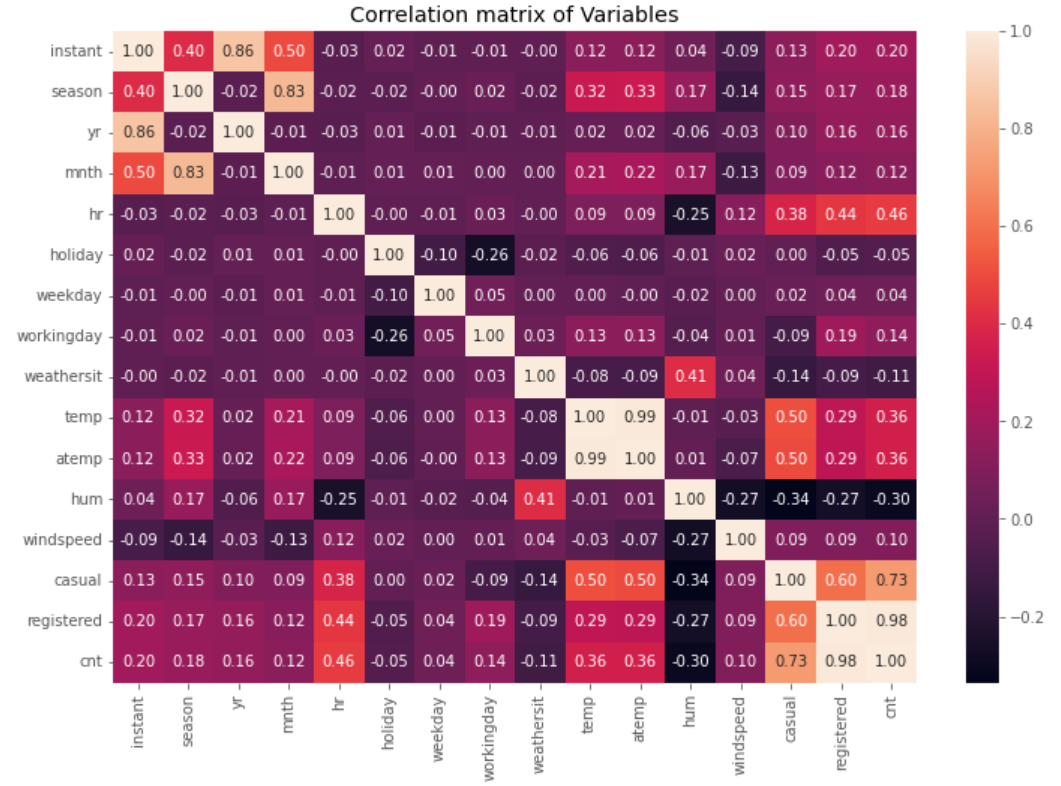 Correlation matrix of Variables
instant 1.00 0.40 0.86 0.50 -0.03 0.02 -0.01 -0.01 -0.00 0.12 0.12 0.04 -0.09 0.13 0.20 0.20
season 0.40 1.00 -0.02 0.83 -0.02 -0.02 -0.00 0.02 -0.02 0.32 0.33 0.17 -0.14 0.15 0.17 0.18
yr 0.86 -0.02 1.00 -0.01 -0.03 0.01 -0.01 -0.01 -0.01 0.02 0.02 -0.06 -0.03 0.10 0.16 0.16
mnth 0.50 0.83 -0.01 1.00 -0.01 0.01 0.01 0.00 0.00 0.21 0.22 0.17 -0.13 0.09 0.12 0.12
hr -0.03 -0.02 -0.03 -0.01 1.00 -0.00 -0.01 0.03 -0.00 0.09 0.09 -0.25 0.12 0.38 0.44 0.46
holiday 0.02 -0.02 0.01 0.01 -0.00 1.00 -0.10 -0.26 -0.02 -0.06 -0.06 -0.01 0.02 0.00 -0.05 -0.05
weekday -0.01 -0.00 -0.01 0.01 -0.01 -0.10 1.00 0.05 0.00 0.00 -0.00 -0.02 0.00 0.02 0.04 0.04
workingday -0.01 0.02 -0.01 0.00 0.03 -0.26 0.05 1.00 0.03 0.13 0.13 -0.04 0.01 -0.09 0.19 0.14
weathersit -0.00 -0.02 -0.01 0.00 -0.00 -0.02 0.00 0.03 1.00 -0.08 -0.09 0.41 0.04 -0.14 -0.09 -0.11
temp 0.12 0.32 0.02 0.21 0.09 -0.06 0.00 0.13 -0.08 1.00 0.99 -0.01 -0.03 0.50 0.29 0.36
atemp 0.12 0.33 0.02 0.22 0.09 -0.06 -0.00 0.13 -0.09 0.99 1.00 0.01 -0.07 0.50 0.29 0.36
hum 0.04 0.17 -0.06 0.17 -0.25 -0.01 -0.02 -0.04 0.41 -0.01 0.01 1.00 -0.27 -0.34 -0.27 -0.30
windspeed -0.09 -0.14 -0.03 -0.13 0.12 0.02 0.00 0.01 0.04 -0.03 -0.07 -0.27 1.00 0.09 0.09 0.10
casual 0.13 0.15 0.10 0.09 0.38 0.00 0.02 -0.09 -0.14 0.50 0.50 -0.34 0.09 1.00 0.60 0.73
registered 0.20 0.17 0.16 0.12 0.44 -0.05 0.04 0.19 -0.09 0.29 0.29 -0.27 0.09 0.60 1.00 0.98
cnt 0.20 0.18 0.16 0.12 0.46 -0.05 0.04 0.14 -0.11 0.36 0.36 -0.30 0.10 0.73 0.98 1.00
instant season yr mnth hr holiday weekday workingday weathersit temp atemp hum windspeed casual registered cnt
1.0
0.8
0.6
0.4
0.2
0.0
−0.2